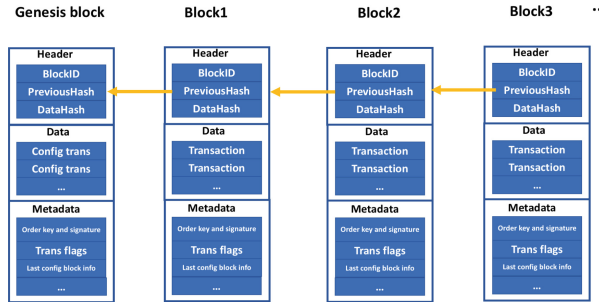 Genesis block
Header
BlockID
PreviousHash
DataHash
Data
Config trans
Config trans
...
Metadata
Order key and signature
Trans flags
Last config block info
...
Block1
Header
BlockID
PreviousHash
DataHash
Data
Transaction
Transaction
...
Metadata
Order key and signature
Trans flags
Last config block info
...
Block2
Header
BlockID
PreviousHash
DataHash
Data
Transaction
Transaction
...
Metadata
Order key and signature
Trans flags
Last config block info
...
Block3
Header
BlockID
PreviousHash
DataHash
Data
Transaction
Transaction
...
Metadata
Order key and signature
Trans flags
Last config block info
...
..